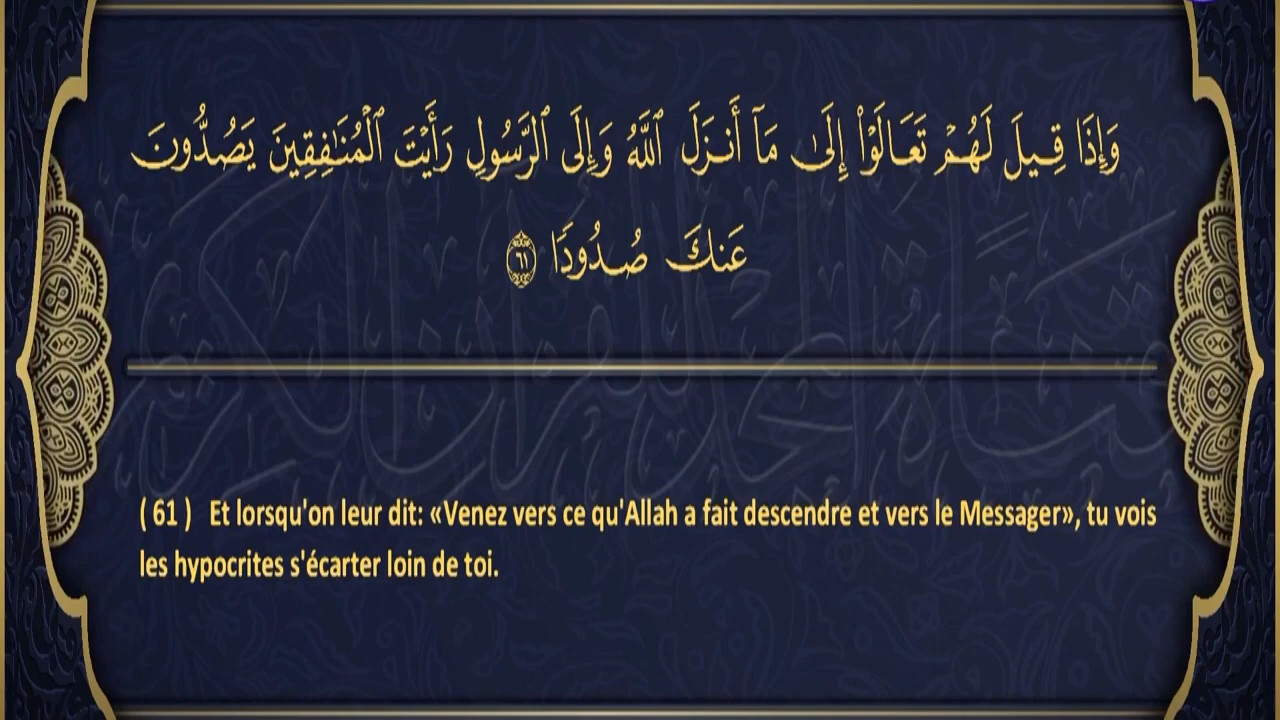 وَإِذَا قِيلَ لَهُمْ تَعَالَوْا۟ إِلَىٰ مَآ أَنزَلَ ٱللَّهُ وَإِلَى ٱلرَّسُولِ رَأَيْتَ ٱلْمُنَـٰفِقِينَ يَصُدُّونَ
عَنكَ صُدُودًا ٦١
( 61 ) Et lorsqu'on leur dit: «Venez vers ce qu'Allah a fait descendre et vers le Messager», tu vois
les hypocrites s'écarter loin de toi.